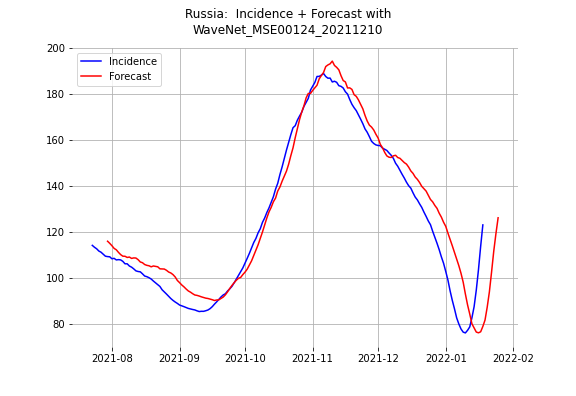 Russia:  Incidence + Forecast with
WaveNet_MSE00124_20211210
200
Incidence
Forecast
180
160
140
120
100
80
2021-08 2021-09 2021-10 2021-11 2021-12 2022-01 2022-02